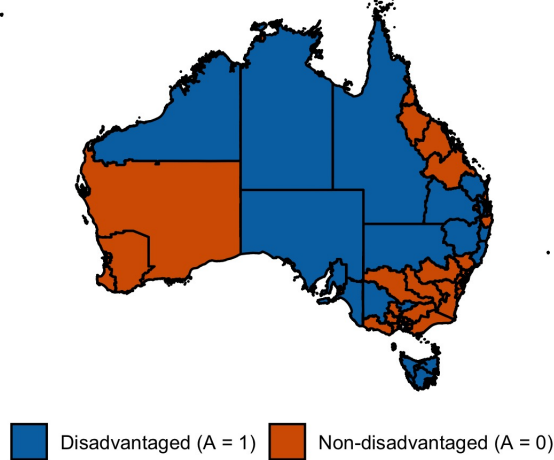 Disadvantaged (A = 1) Non-disadvantaged (A = 0)